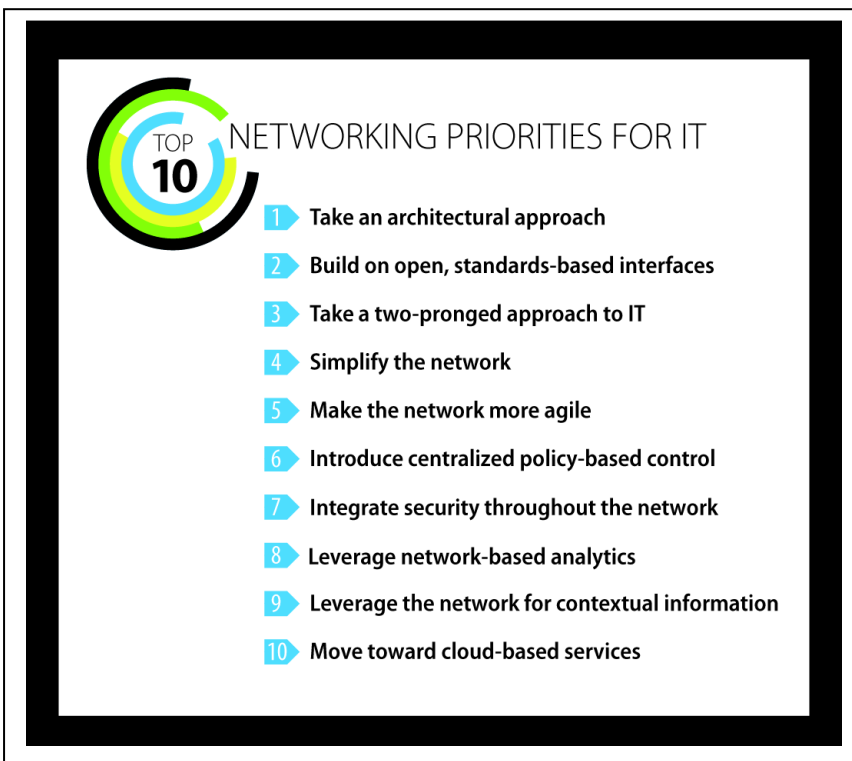 TOP
10
NETWORKING PRIORITIES FOR IT
1 Take an architectural approach
2 Build on open, standards-based interfaces
3 Take a two-pronged approach to IT
4 Simplify the network
5 Make the network more agile
6 Introduce centralized policy-based control
7 Integrate security throughout the network
8 Leverage network-based analytics
9 Leverage the network for contextual information
10 Move toward cloud-based services